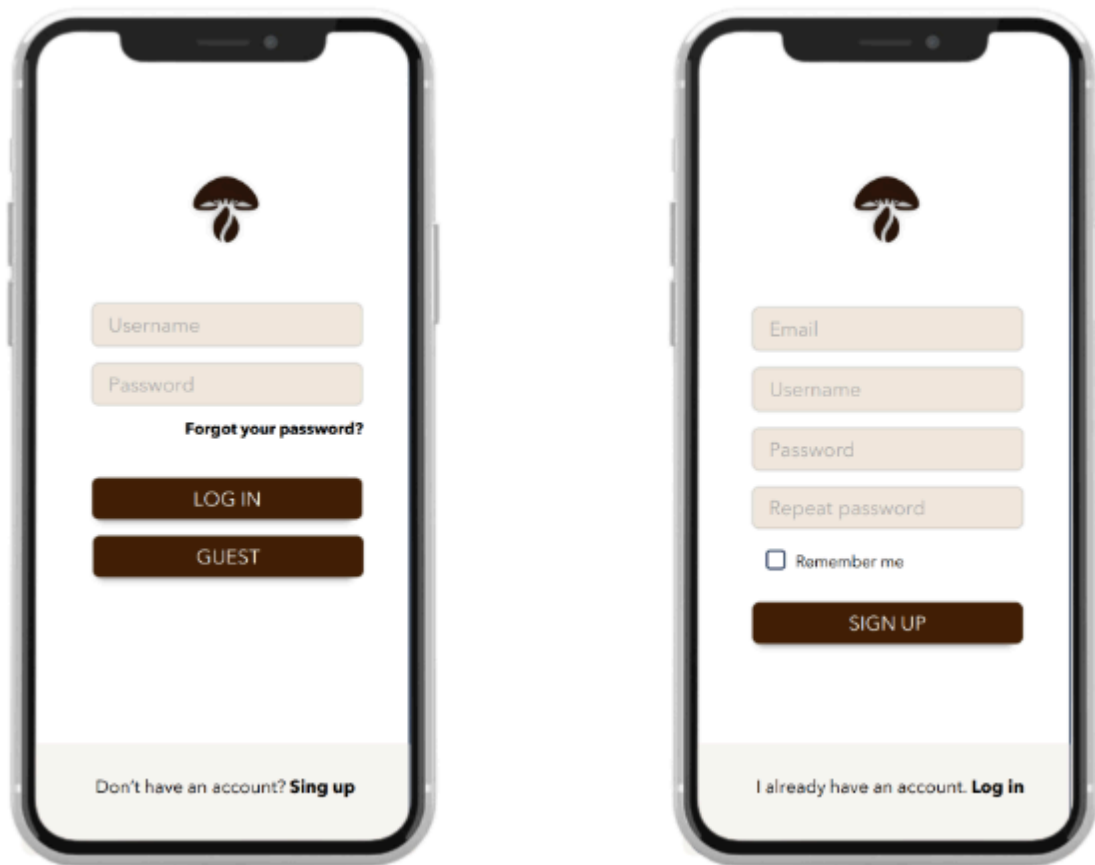 Username
Password
Forgot your password?
LOG IN
GUEST
Don't have an account? Sing up
Email
Username
Password
Repeat password
Remember me
SIGN UP
I already have an account. Log in